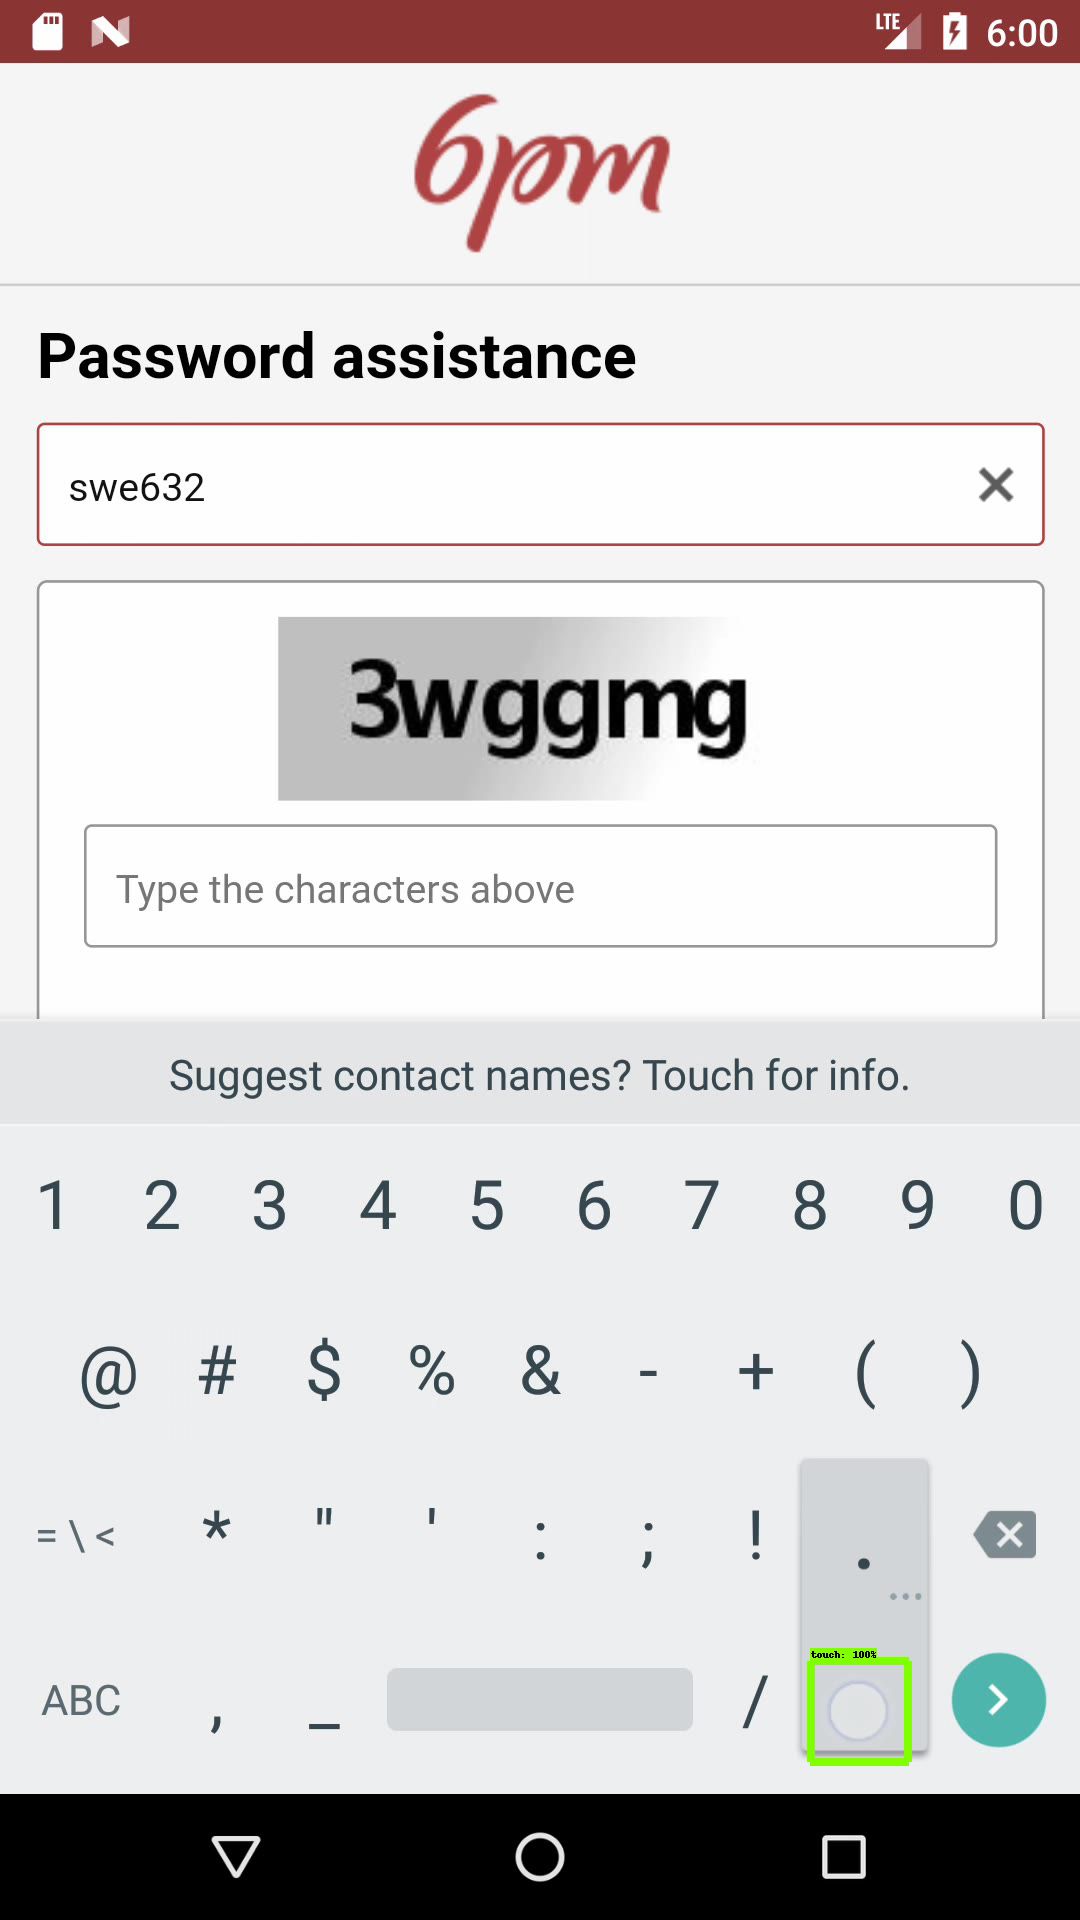 LTE 6:00
6pm
Password assistance
swe632
3wggmg
Type the characters above
Suggest contact names? Touch for info.
1 2 3 4 5 6 7 8 9 0
@ # $ % & - + ( )
= \ < * " ' : ; ! .
...
touch: 100%
ABC , _ /